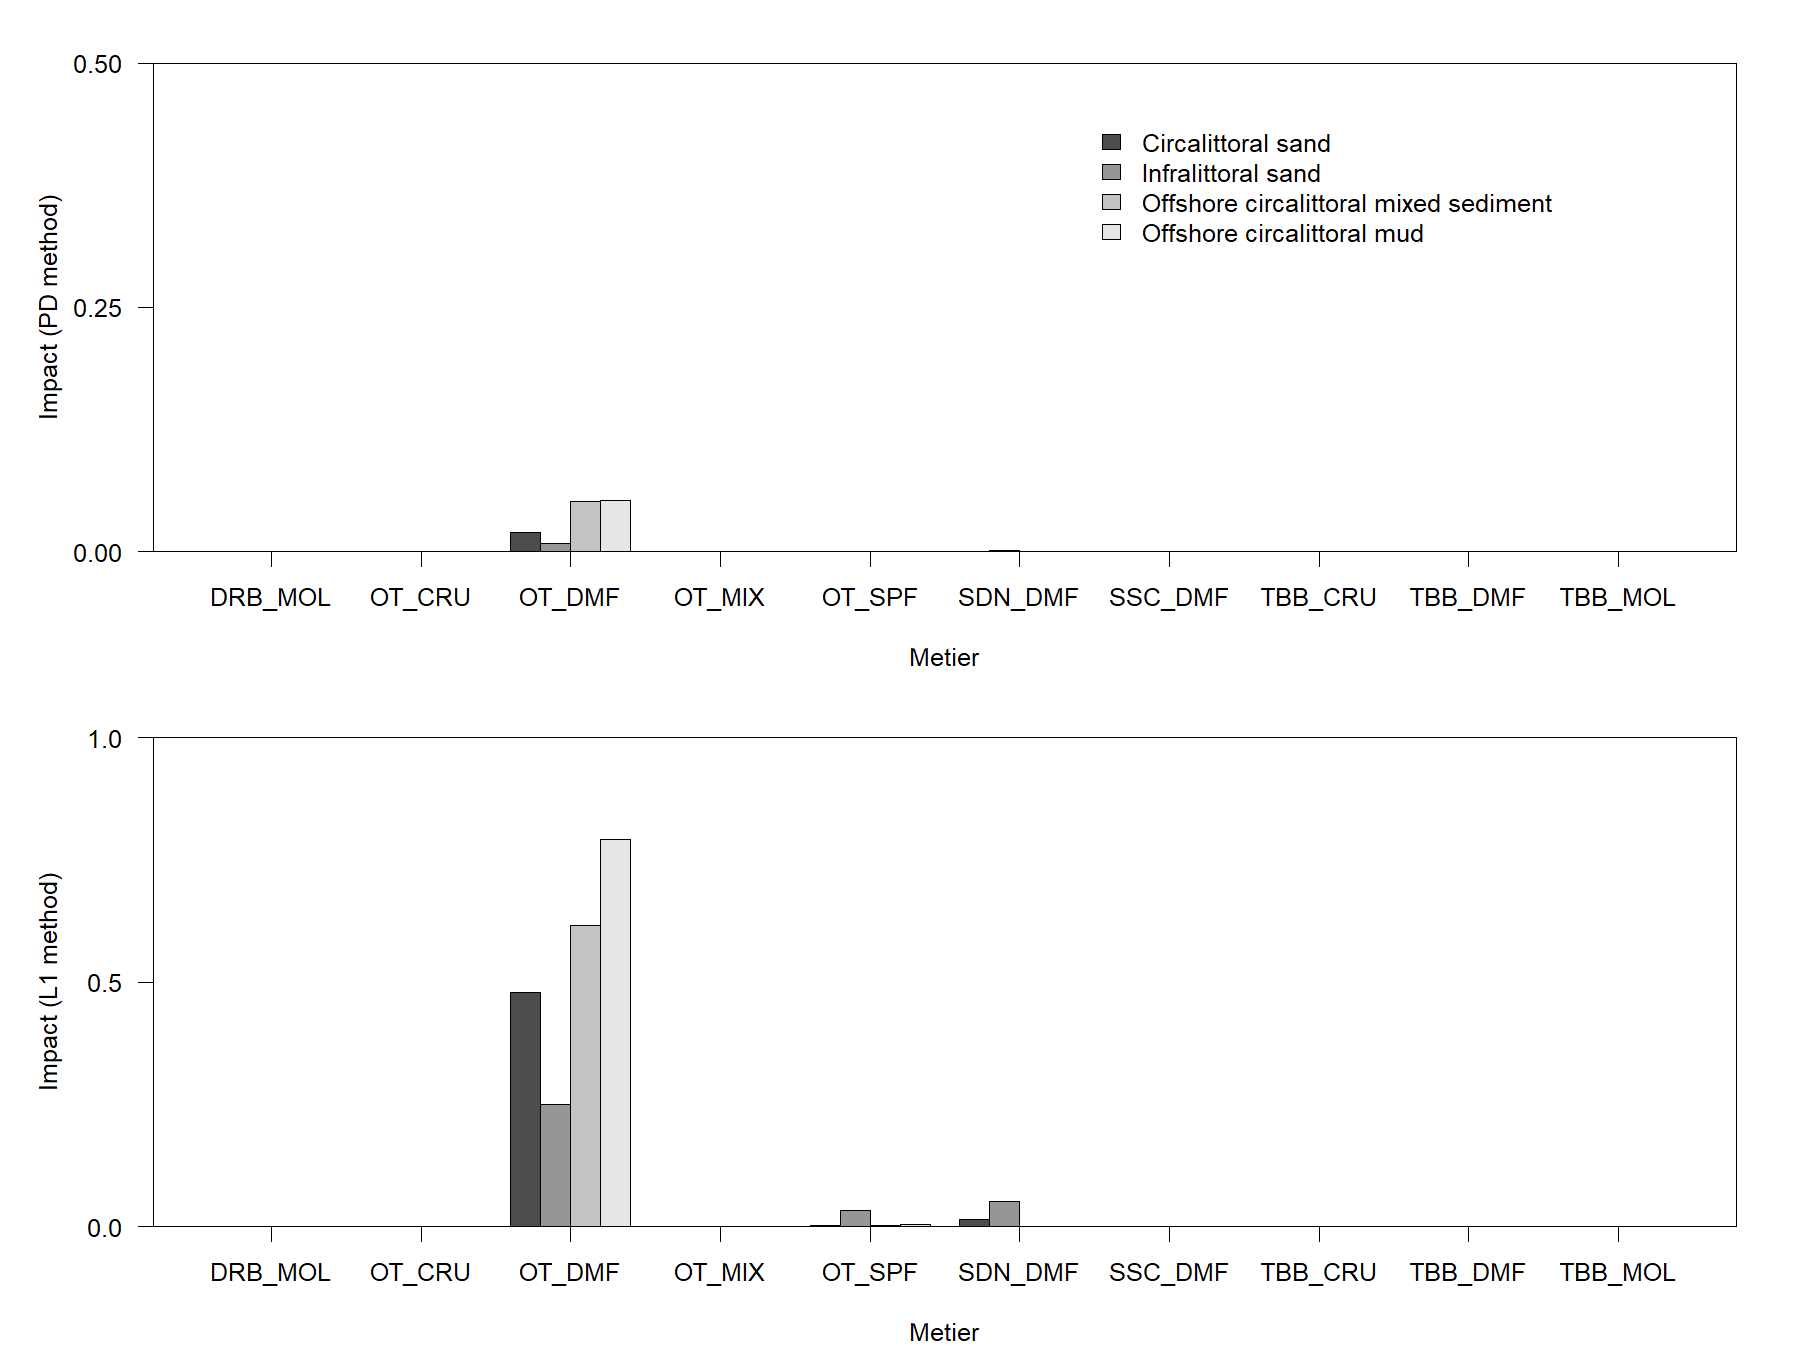 0.50
0.25
0.00
Impact (PD method)
Circalittoral sand
Infralittoral sand
Offshore circalittoral mixed sediment
Offshore circalittoral mud
DRB_MOL OT_CRU OT_DMF OT_MIX OT_SPF SDN_DMF SSC_DMF TBB_CRU TBB_DMF TBB_MOL
Metier
1.0
0.5
0.0
Impact (L1 method)
DRB_MOL OT_CRU OT_DMF OT_MIX OT_SPF SDN_DMF SSC_DMF TBB_CRU TBB_DMF TBB_MOL
Metier